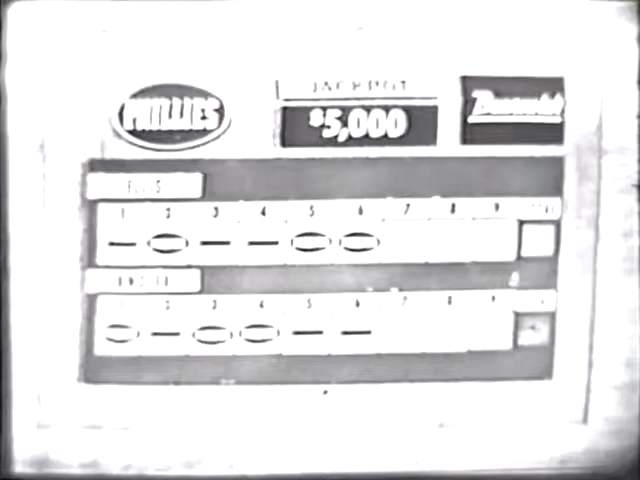 PHILLIES
JACKPOT
$5,000
Brunswick
1 2 3 4 5 6 7 8 9
1 2 3 4 5 6 7 8 9